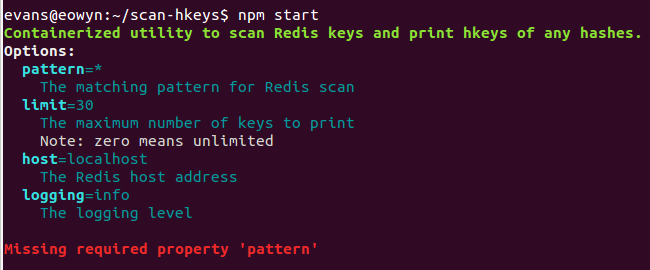 evans@eowyn:~/scan-hkeys$ npm start
Containerized utility to scan Redis keys and print hkeys of any hashes.
Options:
pattern=*
The matching pattern for Redis scan
limit=30
The maximum number of keys to print
Note: zero means unlimited
host=localhost
The Redis host address
logging=info
The logging level
Missing required property 'pattern'